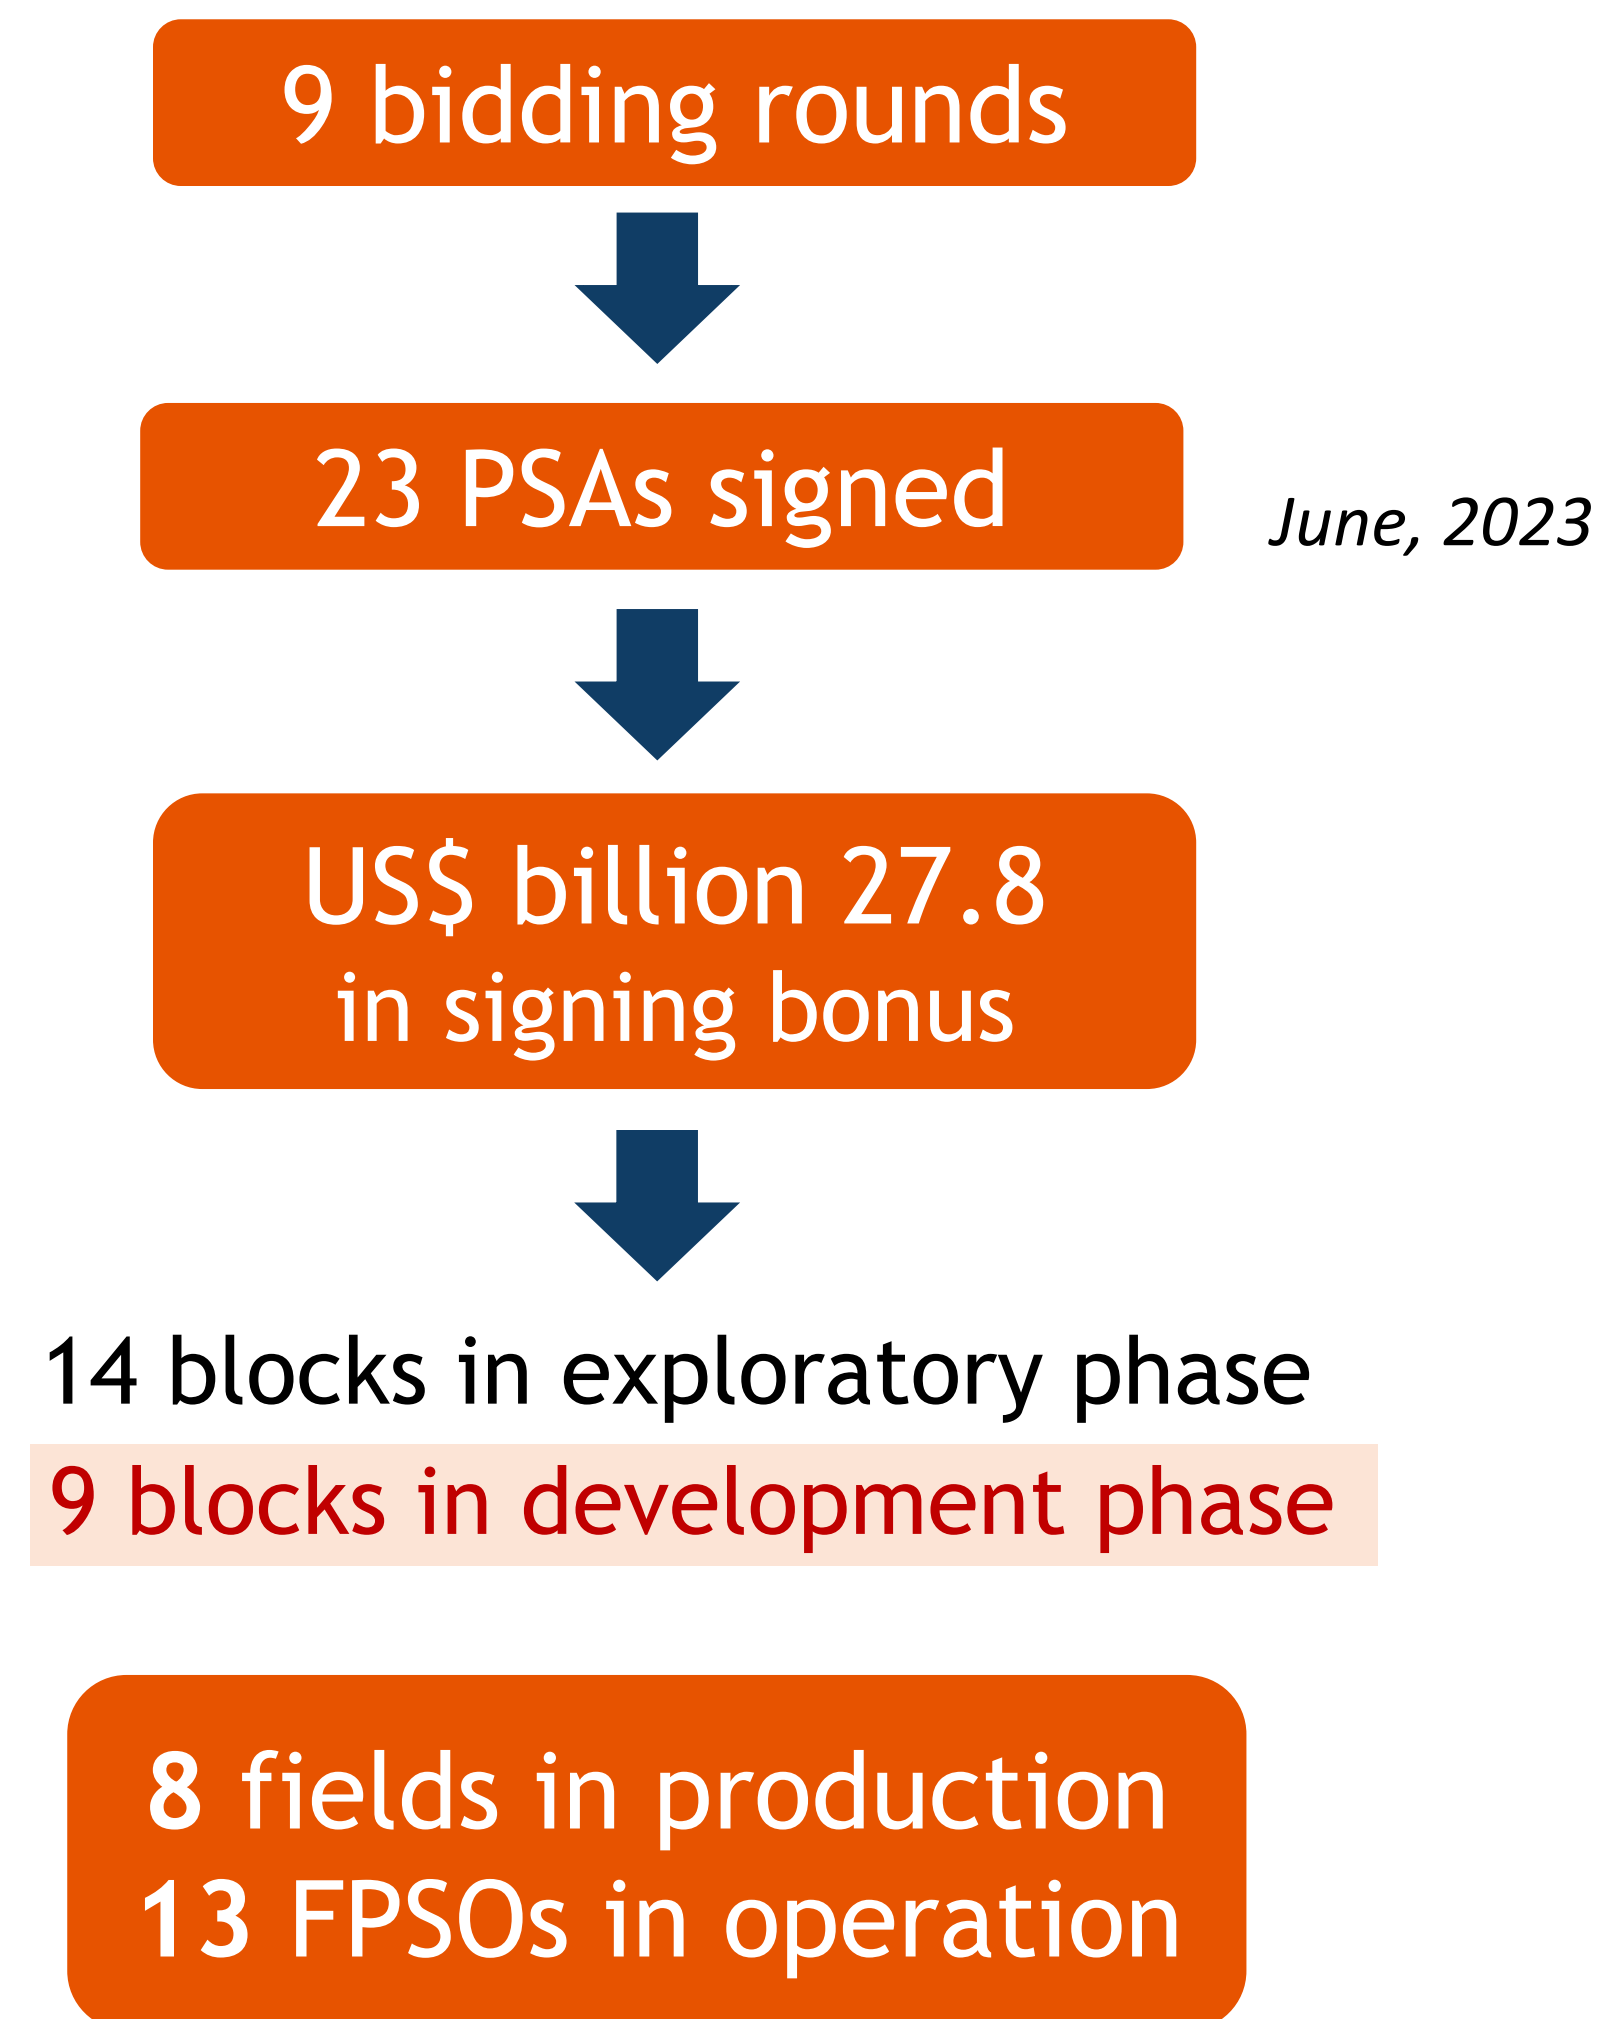 9 bidding rounds
23 PSAs signed
June, 2023
US$ billion 27.8
in signing bonus
14 blocks in exploratory phase
9 blocks in development phase
8 fields in production
13 FPSOs in operation